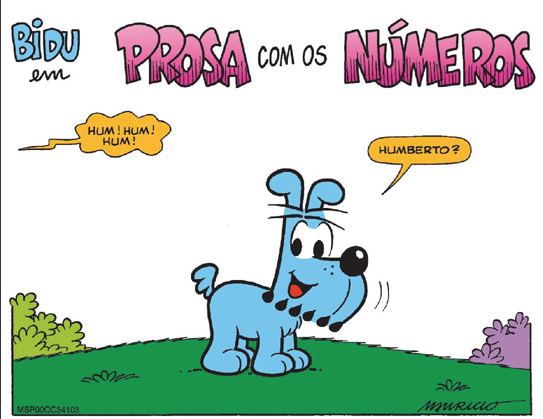 BIDU
em
PROSA COM OS NÚMEROS
HUM! HUM!
HUM!
HUMBERTO?
MSP00CC34103
MAURICIO